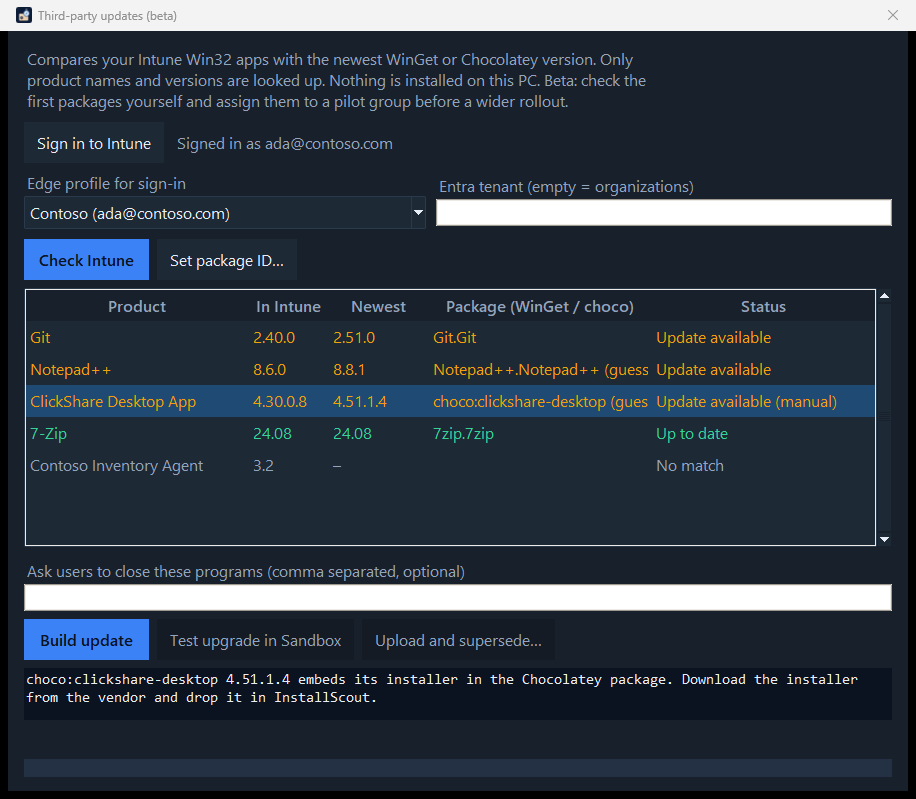 Third-party updates (beta)
Compares your Intune Win32 apps with the newest WinGet or Chocolatey version. Only
product names and versions are looked up. Nothing is installed on this PC. Beta: check the
first packages yourself and assign them to a pilot group before a wider rollout.
Sign in to Intune Signed in as ada@contoso.com
Edge profile for sign-in Entra tenant (empty = organizations)
Contoso (ada@contoso.com)
Check Intune Set package ID...
Product In Intune Newest Package (WinGet / choco) Status
Git 2.40.0 2.51.0 Git.Git Update available
Notepad++ 8.6.0 8.8.1 Notepad++.Notepad++ (guess Update available
ClickShare Desktop App 4.30.0.8 4.51.1.4 choco:clickshare-desktop (gues Update available (manual)
7-Zip 24.08 24.08 7zip.7zip Up to date
Contoso Inventory Agent 3.2 – No match
Ask users to close these programs (comma separated, optional)
Build update Test upgrade in Sandbox Upload and supersede...
choco:clickshare-desktop 4.51.1.4 embeds its installer in the Chocolatey package. Download the installer
from the vendor and drop it in InstallScout.